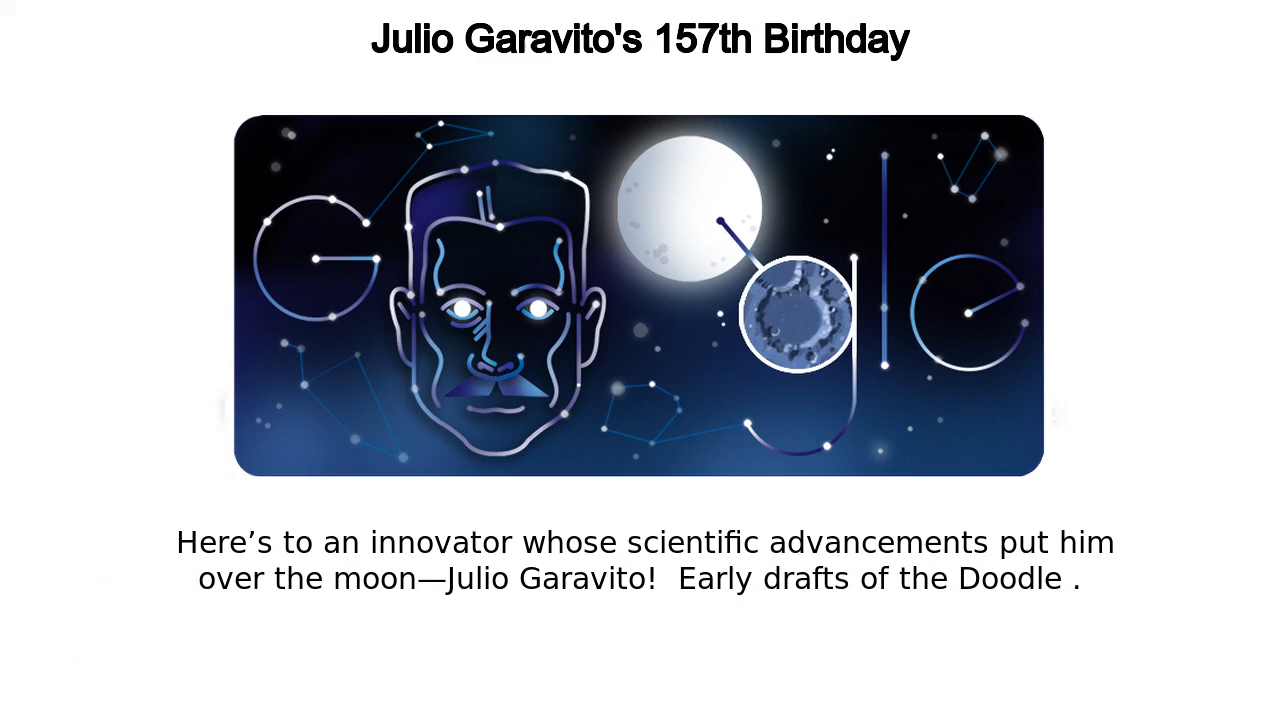 Julio Garavito's 157th Birthday
G gle
Here’s to an innovator whose scientific advancements put him
over the moon—Julio Garavito!  Early drafts of the Doodle .